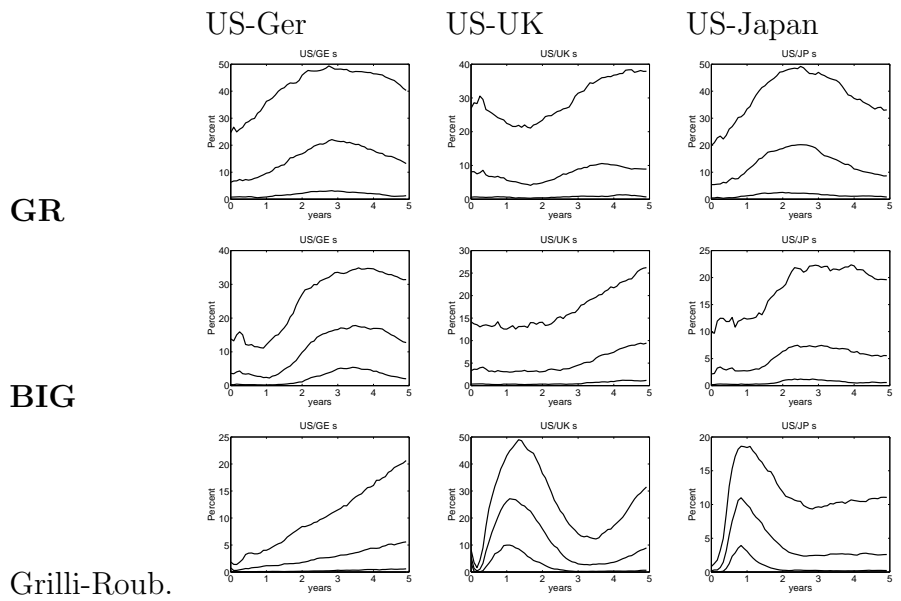 US-Ger US-UK US-Japan
US/GE s US/UK s US/JP s
50 40 50
40 30 40
30 20 30
20 10 20
10 0 10
0 0
Percent Percent Percent
0 1 2 3 4 5 0 1 2 3 4 5 0 1 2 3 4 5
years years years
GR
US/GE s US/UK s US/JP s
40 30 25
30 25 20
20 20 15
10 15 10
0 10 5
5 0
0
Percent Percent Percent
0 1 2 3 4 5 0 1 2 3 4 5 0 1 2 3 4 5
years years years
BIG
US/GE s US/UK s US/JP s
25 50 20
20 40 15
15 30 10
10 20 5
5 10 0
0 0
Percent Percent Percent
0 1 2 3 4 5 0 1 2 3 4 5 0 1 2 3 4 5
years years years
Grilli-Roub.